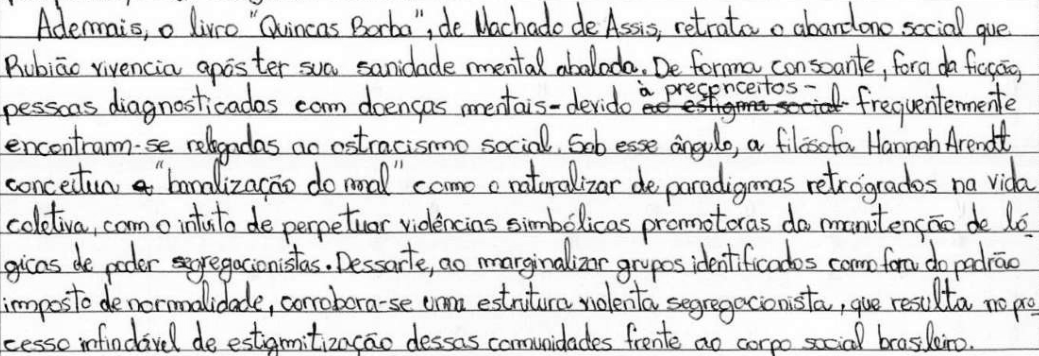 Ademais, o livro "Quincas Borba", de Machado de Assis, retrata o abandono social que
Rubião vivencia após ter sua sanidade mental abalada. De forma consoante, fora da ficção,
pessoas diagnosticadas com doenças mentais - devido à preconceitos - frequentemente
encontram-se relegadas ao ostracismo social. Sob esse ângulo, a filósofa Hannah Arendt
conceitua a "banalização do mal" como o naturalizar de paradigmas retrógrados na vida
coletiva, com o intuito de perpetuar violências simbólicas promotoras da manutenção de ló-
gicas de poder segregacionistas. Dessarte, ao marginalizar grupos identificados como fora do padrão
imposto de normalidade, corrobora-se uma estrutura violenta segregacionista, que resulta no pro-
cesso infindável de estigmitização dessas comunidades frente ao corpo social brasileiro.